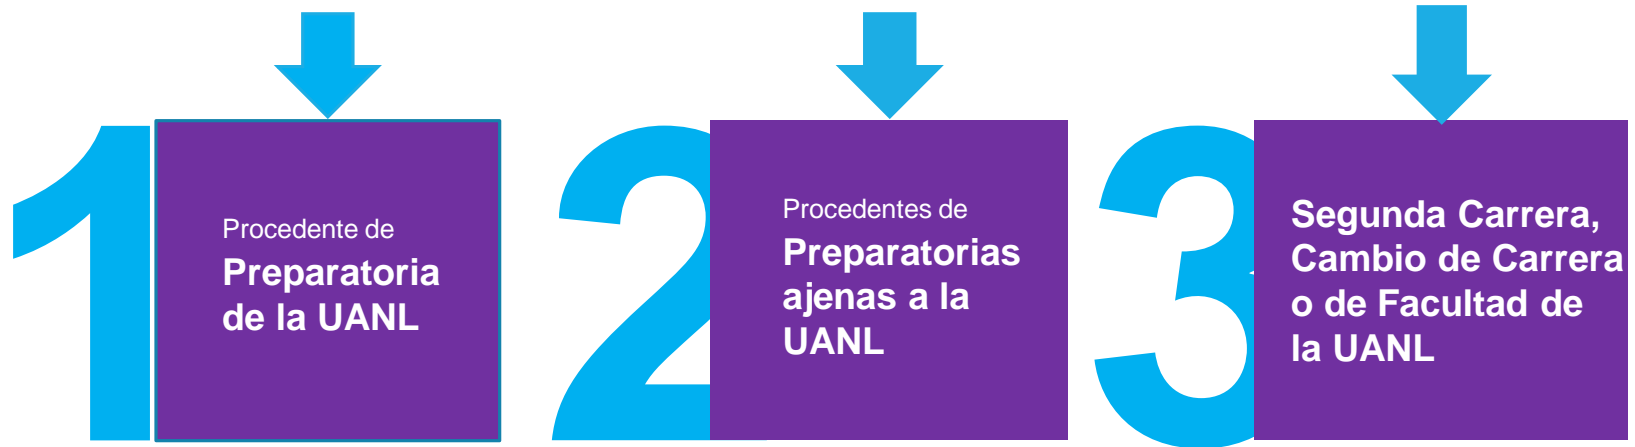 1
Procedente de
Preparatoria
de la UANL
2
Procedentes de
Preparatorias
ajenas a la
UANL
3
Segunda Carrera,
Cambio de Carrera
o de Facultad de
la UANL